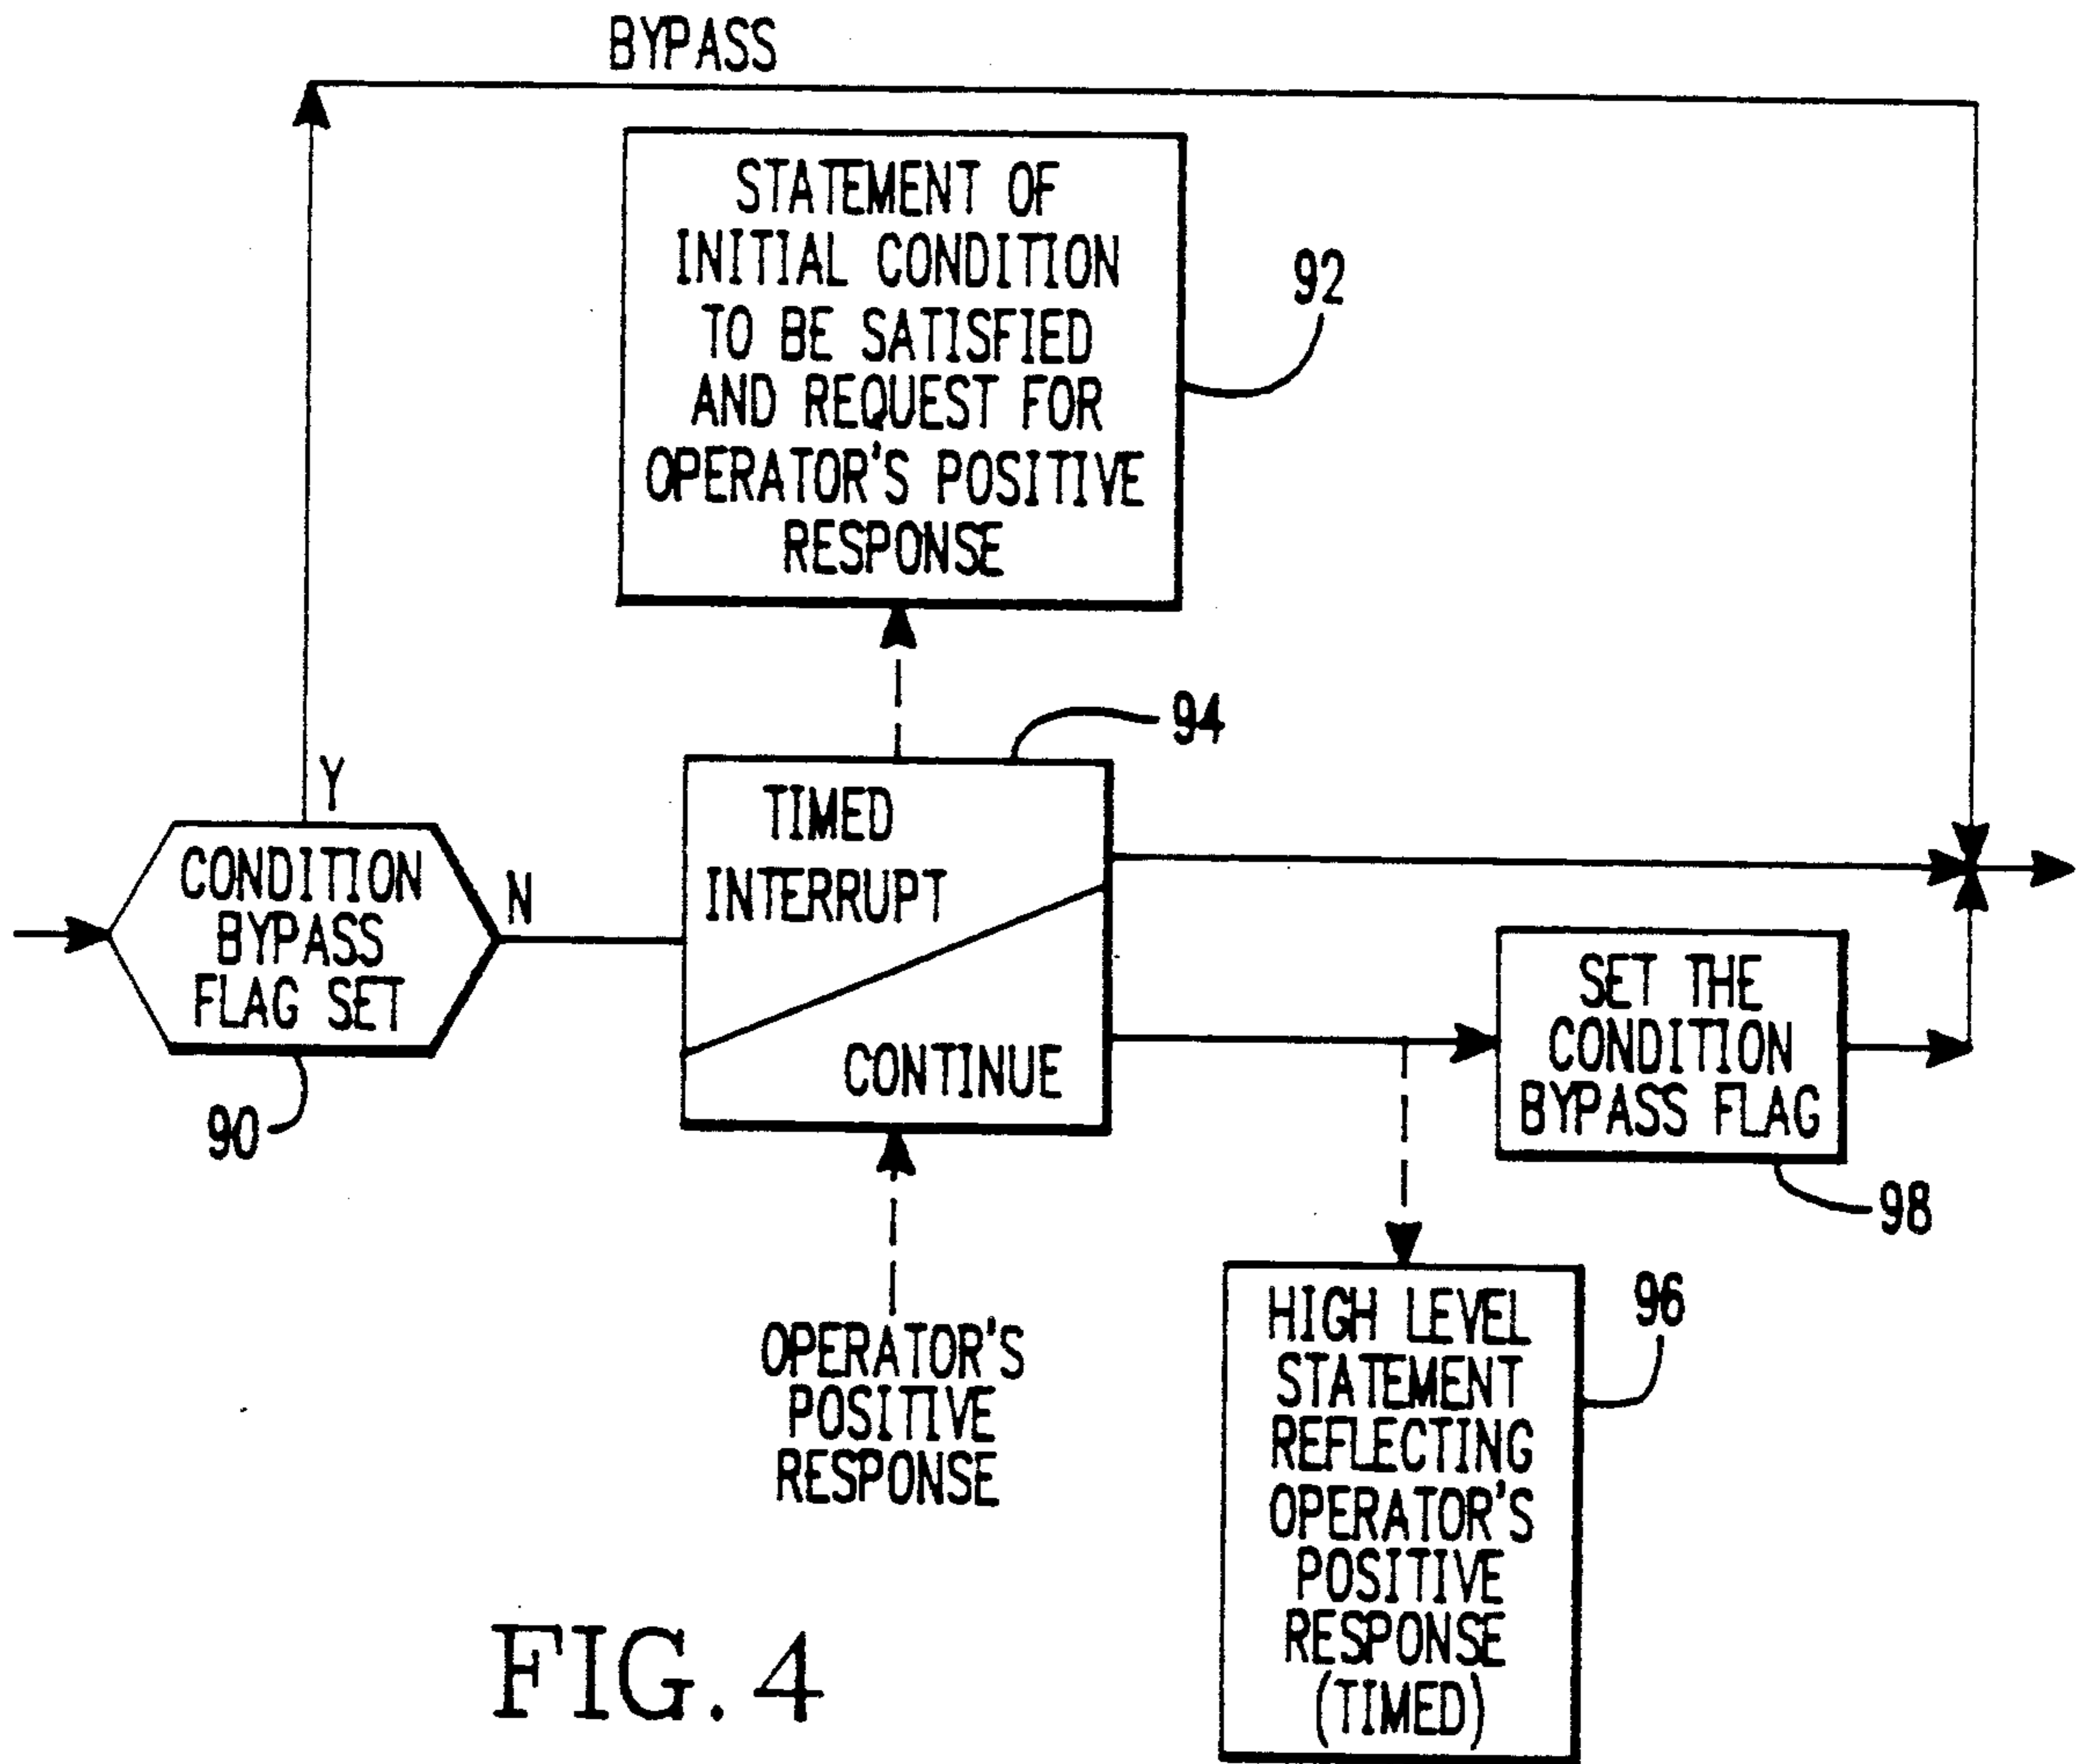 BYPASS
STATEMENT OF
INITIAL CONDITION
TO BE SATISFIED
AND REQUEST FOR
OPERATOR'S POSITIVE
RESPONSE
92
94
Y
TIMED
INTERRUPT
CONTINUE
CONDITION
BYPASS
FLAG SET
N
90
SET THE
CONDITION
BYPASS FLAG
98
OPERATOR'S
POSITIVE
RESPONSE
HIGH LEVEL
STATEMENT
REFLECTING
OPERATOR'S
POSITIVE
RESPONSE
(TIMED)
96
FIG. 4